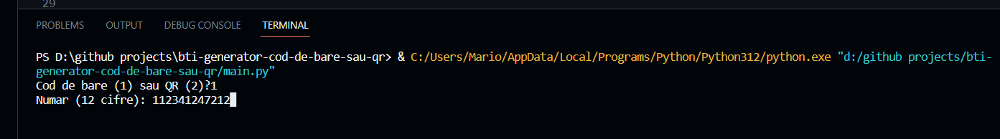 29
PROBLEMS OUTPUT DEBUG CONSOLE TERMINAL
PS D:\github projects\bti-generator-cod-de-bare-sau-qr> & C:/Users/Mario/AppData/Local/Programs/Python/Python312/python.exe "d:/github projects/bti-
generator-cod-de-bare-sau-qr/main.py"
Cod de bare (1) sau QR (2)?1
Numar (12 cifre): 112341247212